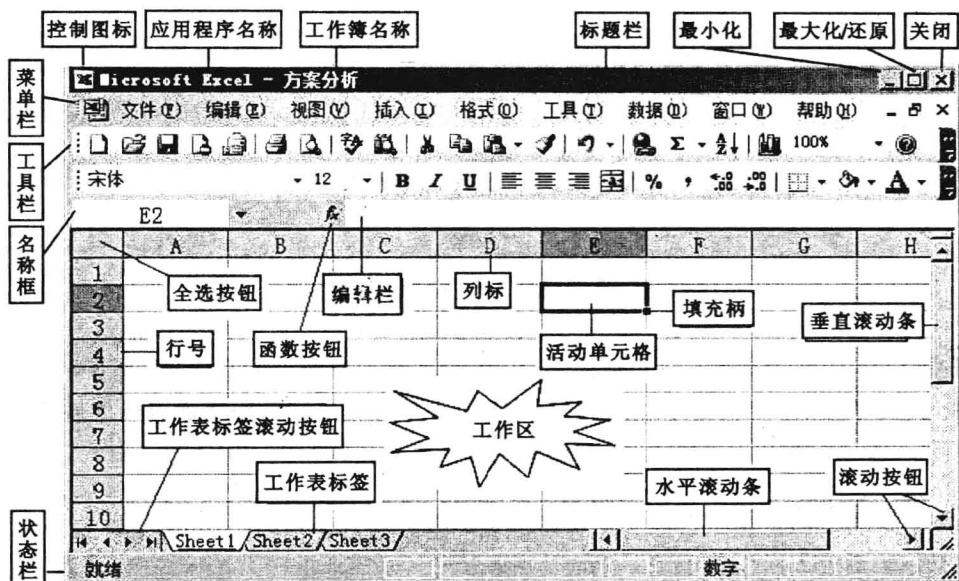 控制图标 应用程序名称 工作簿名称 标题栏 最小化 最大化/还原 关闭
菜单栏
Microsoft Excel - 方案分析
文件(F) 编辑(E) 视图(V) 插入(I) 格式(O) 工具(T) 数据(D) 窗口(W) 帮助(H)
工具栏
100%
宋体 12 B I U % ,
名称框
E2 fx
A B C D E F G H
1
全选按钮 编辑栏 列标
2
填充柄
3
垂直滚动条
4
行号 函数按钮 活动单元格
5
6
工作表标签滚动按钮 工作区
7
8
工作表标签 水平滚动条 滚动按钮
9
10
Sheet1 Sheet2 Sheet3
状态栏
就绪 数字